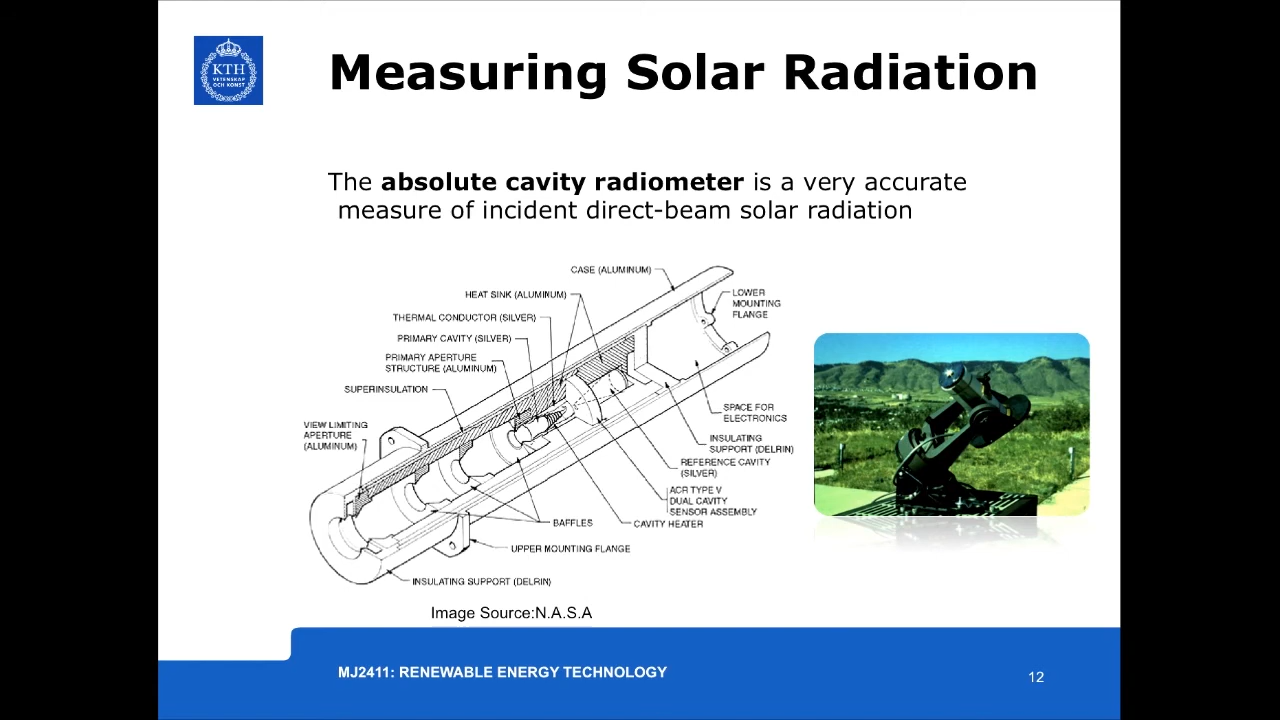 KTH
VETENSKAP
OCH KONST
Measuring Solar Radiation
The absolute cavity radiometer is a very accurate
measure of incident direct-beam solar radiation
CASE (ALUMINUM)
HEAT SINK (ALUMINUM)
THERMAL CONDUCTOR (SILVER)
PRIMARY CAVITY (SILVER)
PRIMARY APERTURE
STRUCTURE (ALUMINUM)
SUPERINSULATION
VIEW LIMITING
APERTURE
(ALUMINUM)
LOWER
MOUNTING
FLANGE
SPACE FOR
ELECTRONICS
INSULATING
SUPPORT (DELRIN)
REFERENCE CAVITY
(SILVER)
ACR TYPE V
DUAL CAVITY
SENSOR ASSEMBLY
CAVITY HEATER
BAFFLES
UPPER MOUNTING FLANGE
INSULATING SUPPORT (DELRIN)
Image Source:N.A.S.A
MJ2411: RENEWABLE ENERGY TECHNOLOGY
12